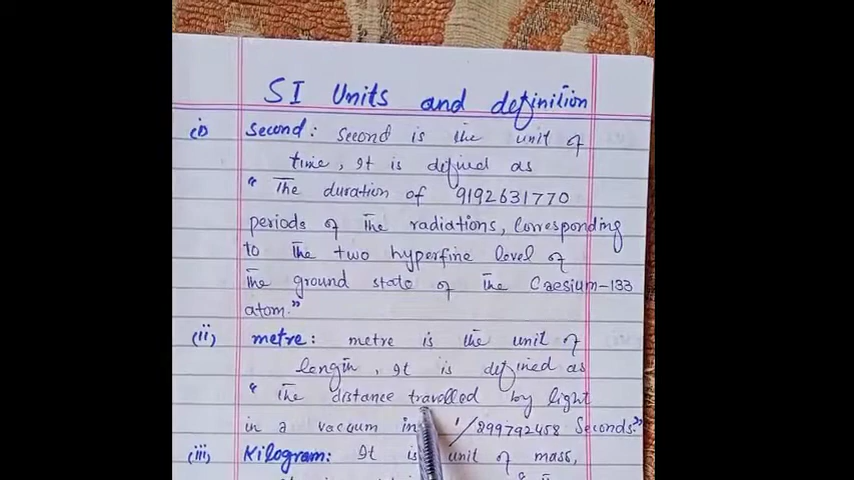 SI Units and definition
(i) Second: Second is the unit of
time, It is defined as
“ The duration of 9192631770
periods of the radiations, Corresponding
to the two hyperfine level of
the ground state of the Caesium-133
atom.”
(ii) metre: metre is the unit of
length, It is defined as
“ The distance travelled by light
in a vacuum in 1/299792458 Seconds.”
(iii) Kilogram: It is unit of mass,